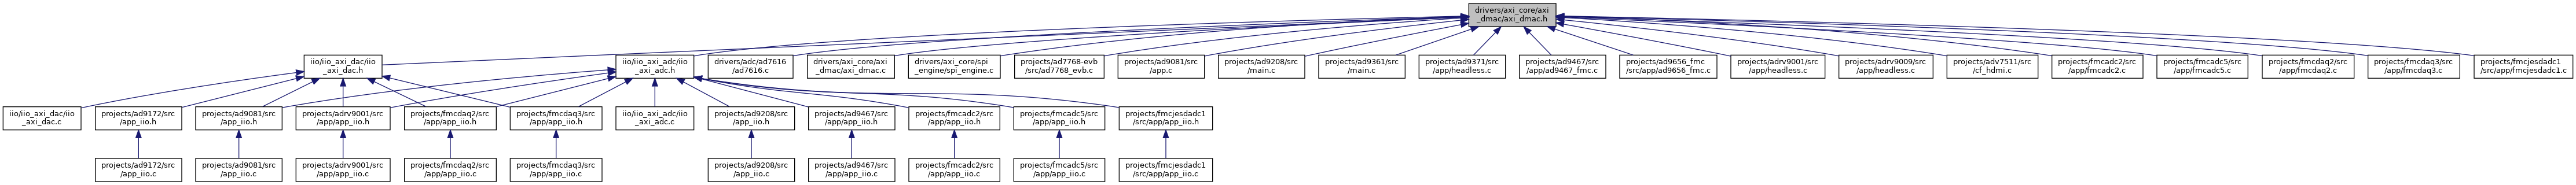 drivers/axi_core/axi
_dmac/axi_dmac.h
iio/iio_axi_dac/iio
_axi_dac.h
iio/iio_axi_adc/iio
_axi_adc.h
drivers/adc/ad7616
/ad7616.c
drivers/axi_core/axi
_dmac/axi_dmac.c
drivers/axi_core/spi
_engine/spi_engine.c
projects/ad7768-evb
/src/ad7768_evb.c
projects/ad9081/src
/app.c
projects/ad9208/src
/main.c
projects/ad9361/src
/main.c
projects/ad9371/src
/app/headless.c
projects/ad9467/src
/app/ad9467_fmc.c
projects/ad9656_fmc
/src/app/ad9656_fmc.c
projects/adrv9001/src
/app/headless.c
projects/adrv9009/src
/app/headless.c
projects/adv7511/src
/cf_hdmi.c
projects/fmcadc2/src
/app/fmcadc2.c
projects/fmcadc5/src
/app/fmcadc5.c
projects/fmcdaq2/src
/app/fmcdaq2.c
projects/fmcdaq3/src
/app/fmcdaq3.c
projects/fmcjesdadc1
/src/app/fmcjesdadc1.c
iio/iio_axi_dac/iio
_axi_dac.c
projects/ad9172/src
/app_iio.h
projects/ad9081/src
/app_iio.h
projects/adrv9001/src
/app/app_iio.h
projects/fmcdaq2/src
/app/app_iio.h
projects/fmcdaq3/src
/app/app_iio.h
iio/iio_axi_adc/iio
_axi_adc.c
projects/ad9208/src
/app_iio.h
projects/ad9467/src
/app/app_iio.h
projects/fmcadc2/src
/app/app_iio.h
projects/fmcadc5/src
/app/app_iio.h
projects/fmcjesdadc1
/src/app/app_iio.h
projects/ad9172/src
/app_iio.c
projects/ad9081/src
/app_iio.c
projects/adrv9001/src
/app/app_iio.c
projects/fmcdaq2/src
/app/app_iio.c
projects/fmcdaq3/src
/app/app_iio.c
projects/ad9208/src
/app_iio.c
projects/ad9467/src
/app/app_iio.c
projects/fmcadc2/src
/app/app_iio.c
projects/fmcadc5/src
/app/app_iio.c
projects/fmcjesdadc1
/src/app/app_iio.c